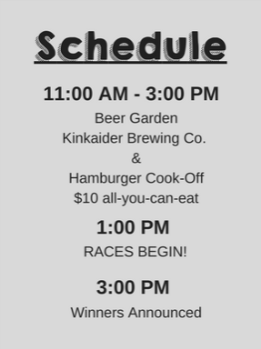 Schedule
11:00 AM - 3:00 PM
Beer Garden
Kinkaider Brewing Co.
&
Hamburger Cook-Off
$10 all-you-can-eat
1:00 PM
RACES BEGIN!
3:00 PM
Winners Announced